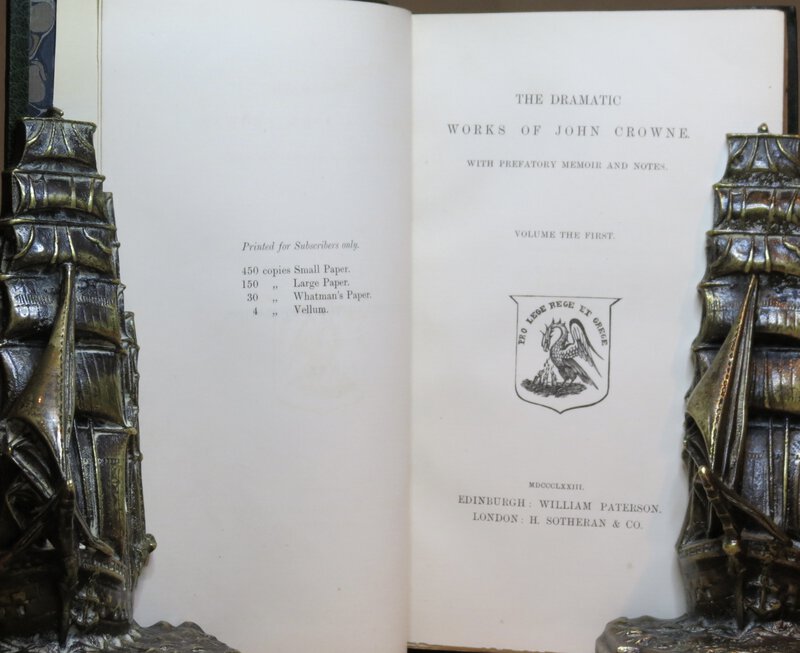 Printed for Subscribers only.
450 copies Small Paper.
150 „ Large Paper.
30 „ Whatman's Paper.
4 „ Vellum.
THE DRAMATIC
WORKS OF JOHN CROWNE.
WITH PREFATORY MEMOIR AND NOTES.
VOLUME THE FIRST.
PRO LEGE REGE ET GREGE
MDCCCLXXIII.
EDINBURGH: WILLIAM PATERSON.
LONDON: H. SOTHERAN & CO.